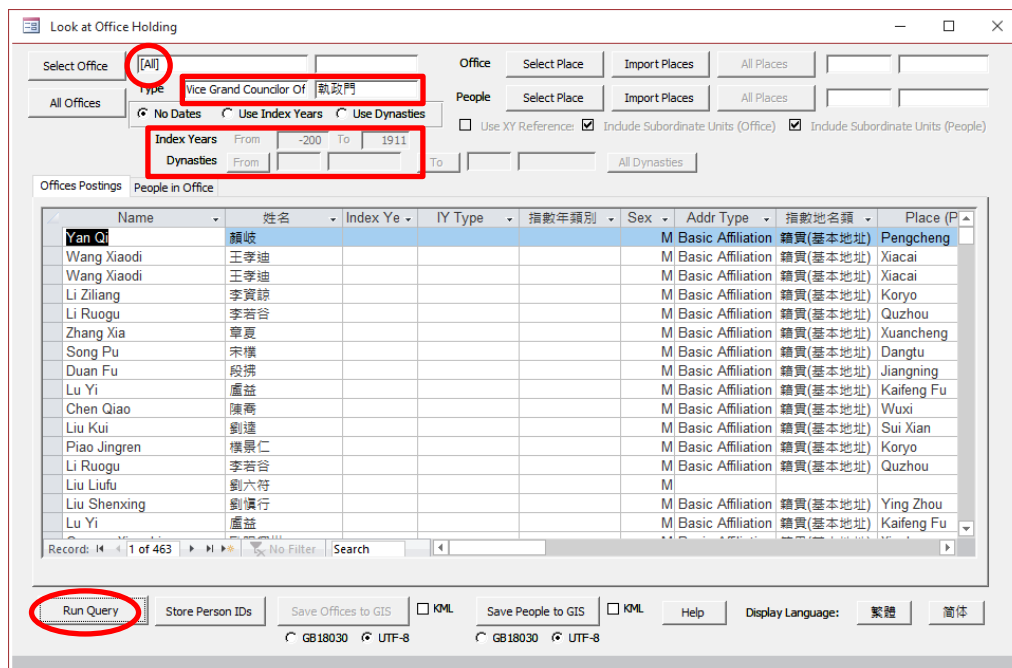 Look at Office Holding
Select Office [All] Office Select Place Import Places All Places
Type Vice Grand Councilor Of 執政門
All Offices People Select Place Import Places All Places
No Dates Use Index Years Use Dynasties
Use XY Reference: Include Subordinate Units (Office) Include Subordinate Units (People)
Index Years From -200 To 1911
Dynasties From To All Dynasties
Offices Postings People in Office
Name 姓名 Index Ye IY Type 指數年類別 Sex Addr Type 指數地名類 Place (P
Yan Qi 顏岐 M Basic Affiliation 籍貫(基本地址) Pengcheng
Wang Xiaodi 王孝迪 M Basic Affiliation 籍貫(基本地址) Xiacai
Wang Xiaodi 王孝迪 M Basic Affiliation 籍貫(基本地址) Xiacai
Li Ziliang 李資諒 M Basic Affiliation 籍貫(基本地址) Koryo
Li Ruogu 李若谷 M Basic Affiliation 籍貫(基本地址) Quzhou
Zhang Xia 章夏 M Basic Affiliation 籍貫(基本地址) Xuancheng
Song Pu 宋樸 M Basic Affiliation 籍貫(基本地址) Dangtu
Duan Fu 段拂 M Basic Affiliation 籍貫(基本地址) Jiangning
Lu Yi 盧益 M Basic Affiliation 籍貫(基本地址) Kaifeng Fu
Chen Qiao 陳喬 M Basic Affiliation 籍貫(基本地址) Wuxi
Liu Kui 劉逵 M Basic Affiliation 籍貫(基本地址) Sui Xian
Piao Jingren 樸景仁 M Basic Affiliation 籍貫(基本地址) Koryo
Li Ruogu 李若谷 M Basic Affiliation 籍貫(基本地址) Quzhou
Liu Liufu 劉六符 M
Liu Shenxing 劉慎行 M Basic Affiliation 籍貫(基本地址) Ying Zhou
Lu Yi 盧益 M Basic Affiliation 籍貫(基本地址) Kaifeng Fu
Record: 1 of 463 No Filter Search
Run Query Store Person IDs Save Offices to GIS KML Save People to GIS KML Help Display Language: 繁體 简体
GB18030 UTF-8 GB18030 UTF-8